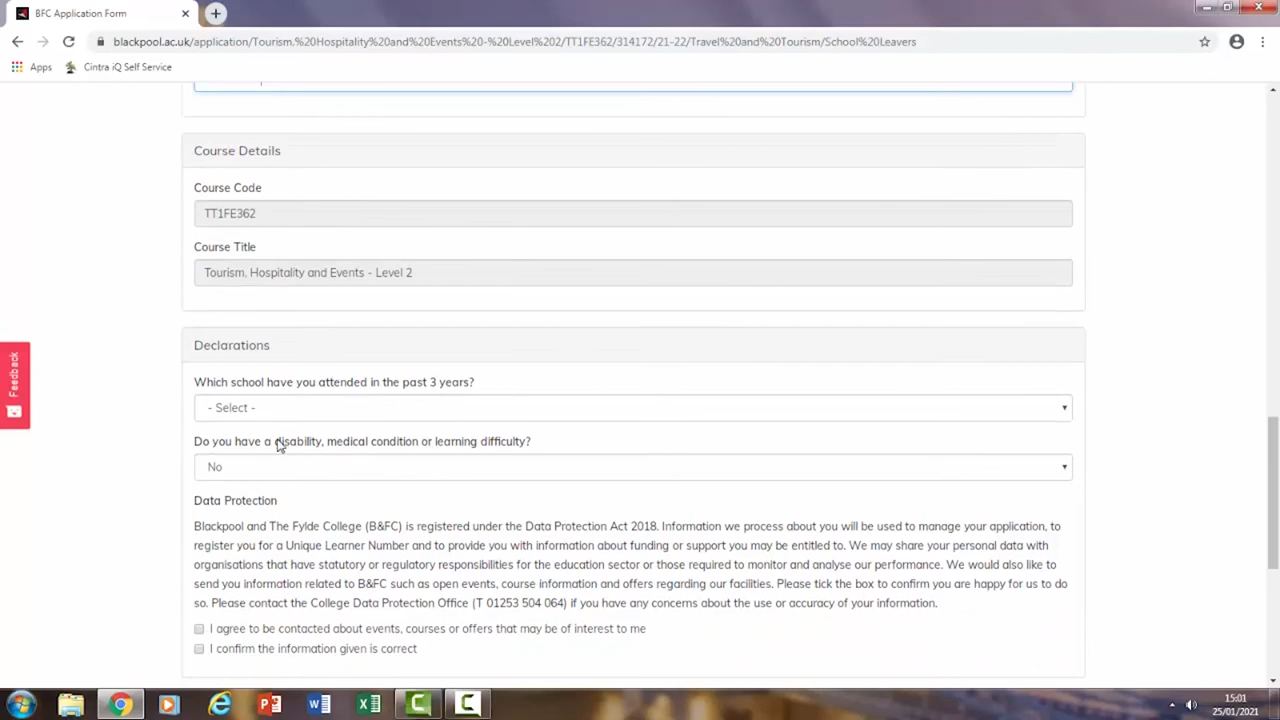 BFC Application Form
blackpool.ac.uk/application/Tourism.%20Hospitality%20and%20Events%20-%20Level%202/TT1FE362/314172/21-22/Travel%20and%20Tourism/School%20Leavers
Apps Cintra iQ Self Service
Course Details
Course Code
TT1FE362
Course Title
Tourism. Hospitality and Events - Level 2
Declarations
Which school have you attended in the past 3 years?
- Select -
Do you have a disability, medical condition or learning difficulty?
No
Data Protection
Blackpool and The Fylde College (B&FC) is registered under the Data Protection Act 2018. Information we process about you will be used to manage your application, to
register you for a Unique Learner Number and to provide you with information about funding or support you may be entitled to. We may share your personal data with
organisations that have statutory or regulatory responsibilities for the education sector or those required to monitor and analyse our performance. We would also like to
send you information related to B&FC such as open events, course information and offers regarding our facilities. Please tick the box to confirm you are happy for us to do
so. Please contact the College Data Protection Office (T 01253 504 064) if you have any concerns about the use or accuracy of your information.
I agree to be contacted about events, courses or offers that may be of interest to me
I confirm the information given is correct
Feedback
15:01
25/01/2021